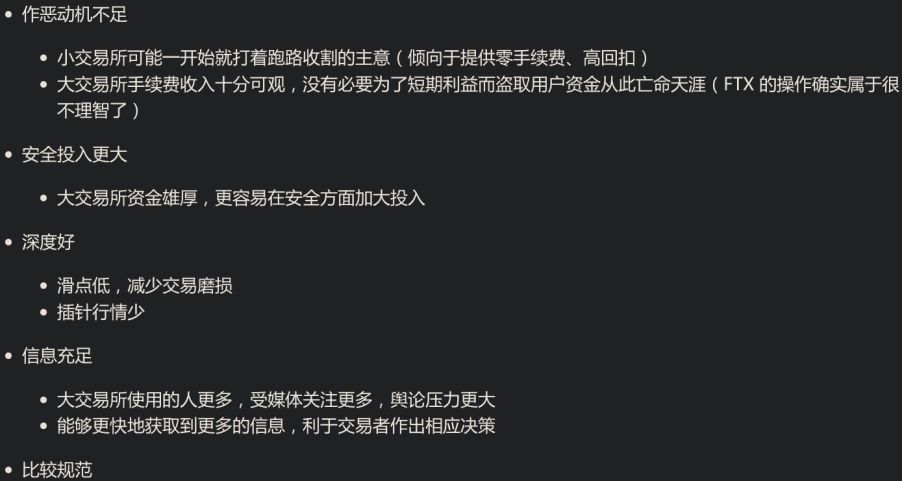 作恶动机不足
小交易所可能一开始就打着跑路收割的主意（倾向于提供零手续费、高回扣）
大交易所手续费收入十分可观，没有必要为了短期利益而盗取用户资金从此亡命天涯（FTX 的操作确实属于很
不理智了）
安全投入更大
大交易所资金雄厚，更容易在安全方面加大投入
深度好
滑点低，减少交易磨损
插针行情少
信息充足
大交易所使用的人更多，受媒体关注更多，舆论压力更大
能够更快地获取到更多的信息，利于交易者作出相应决策
比较规范